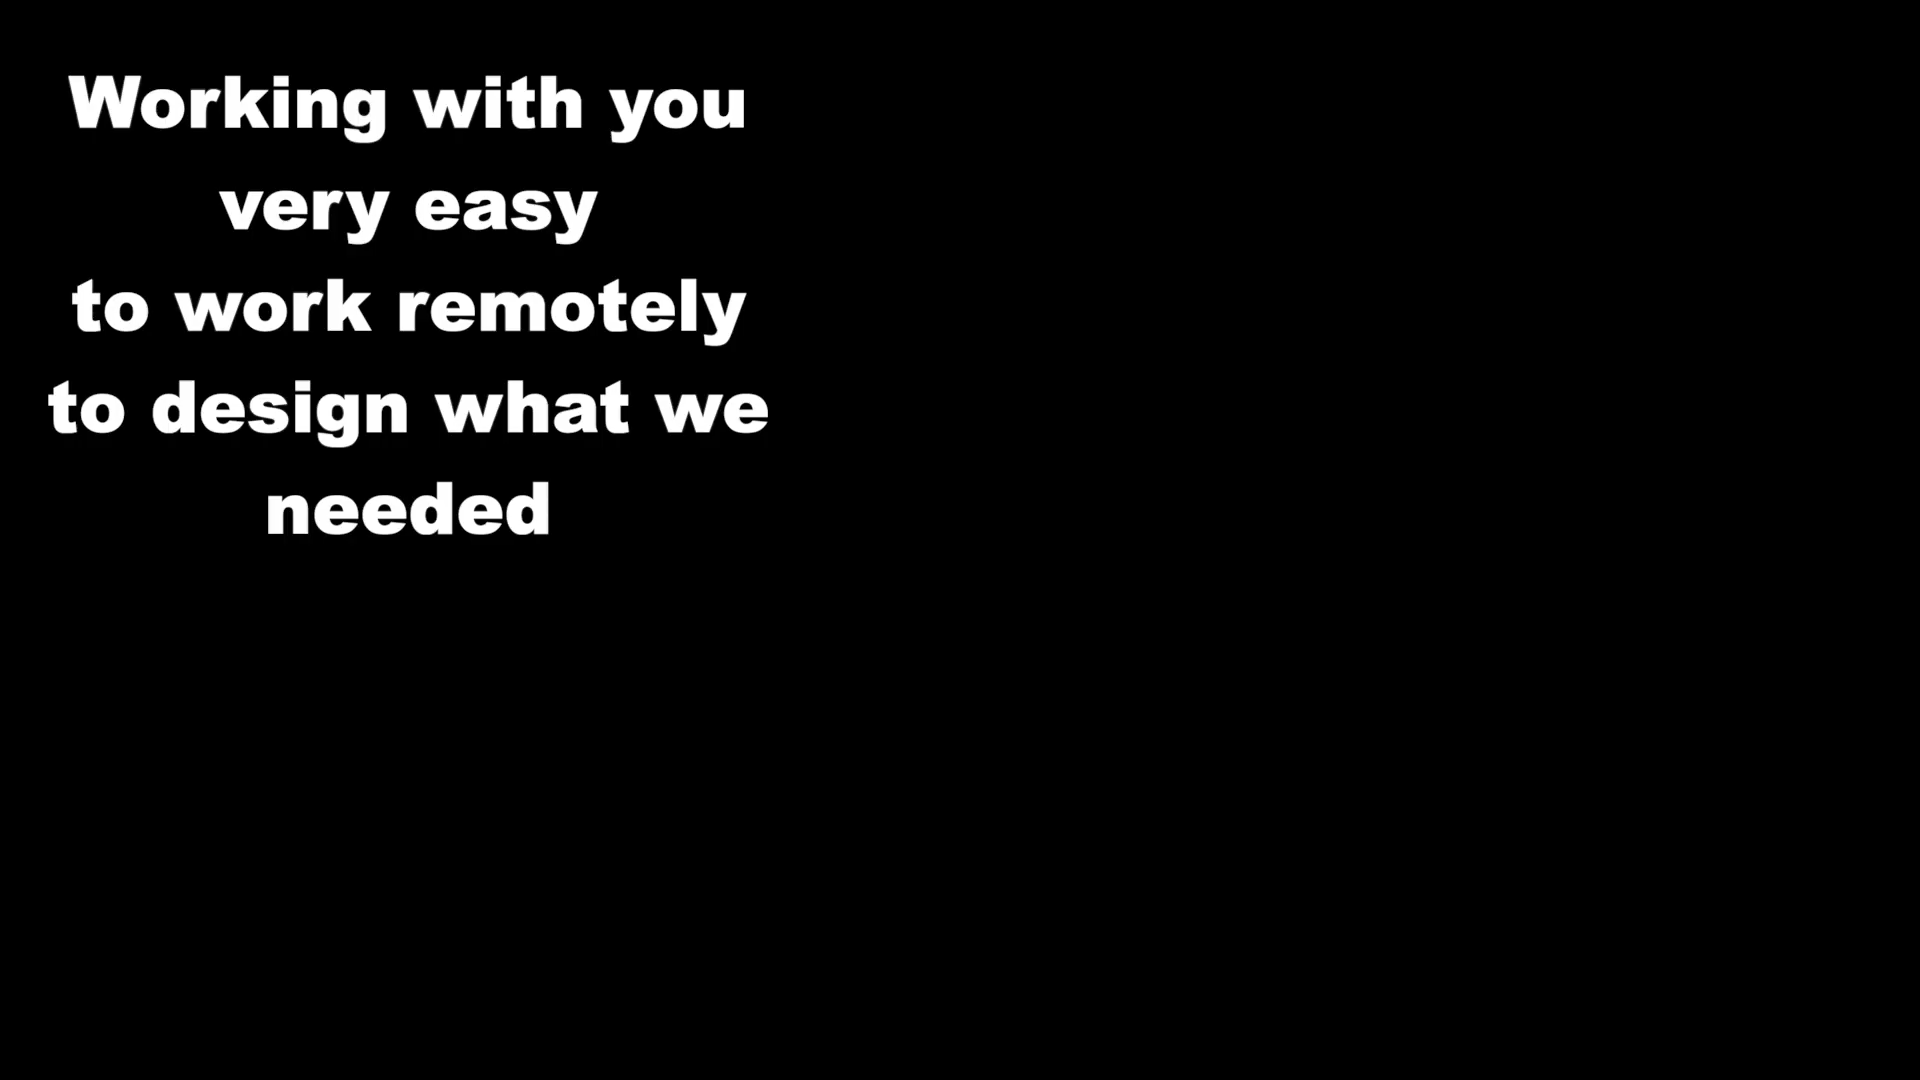 Working with you
very easy
to work remotely
to design what we
needed